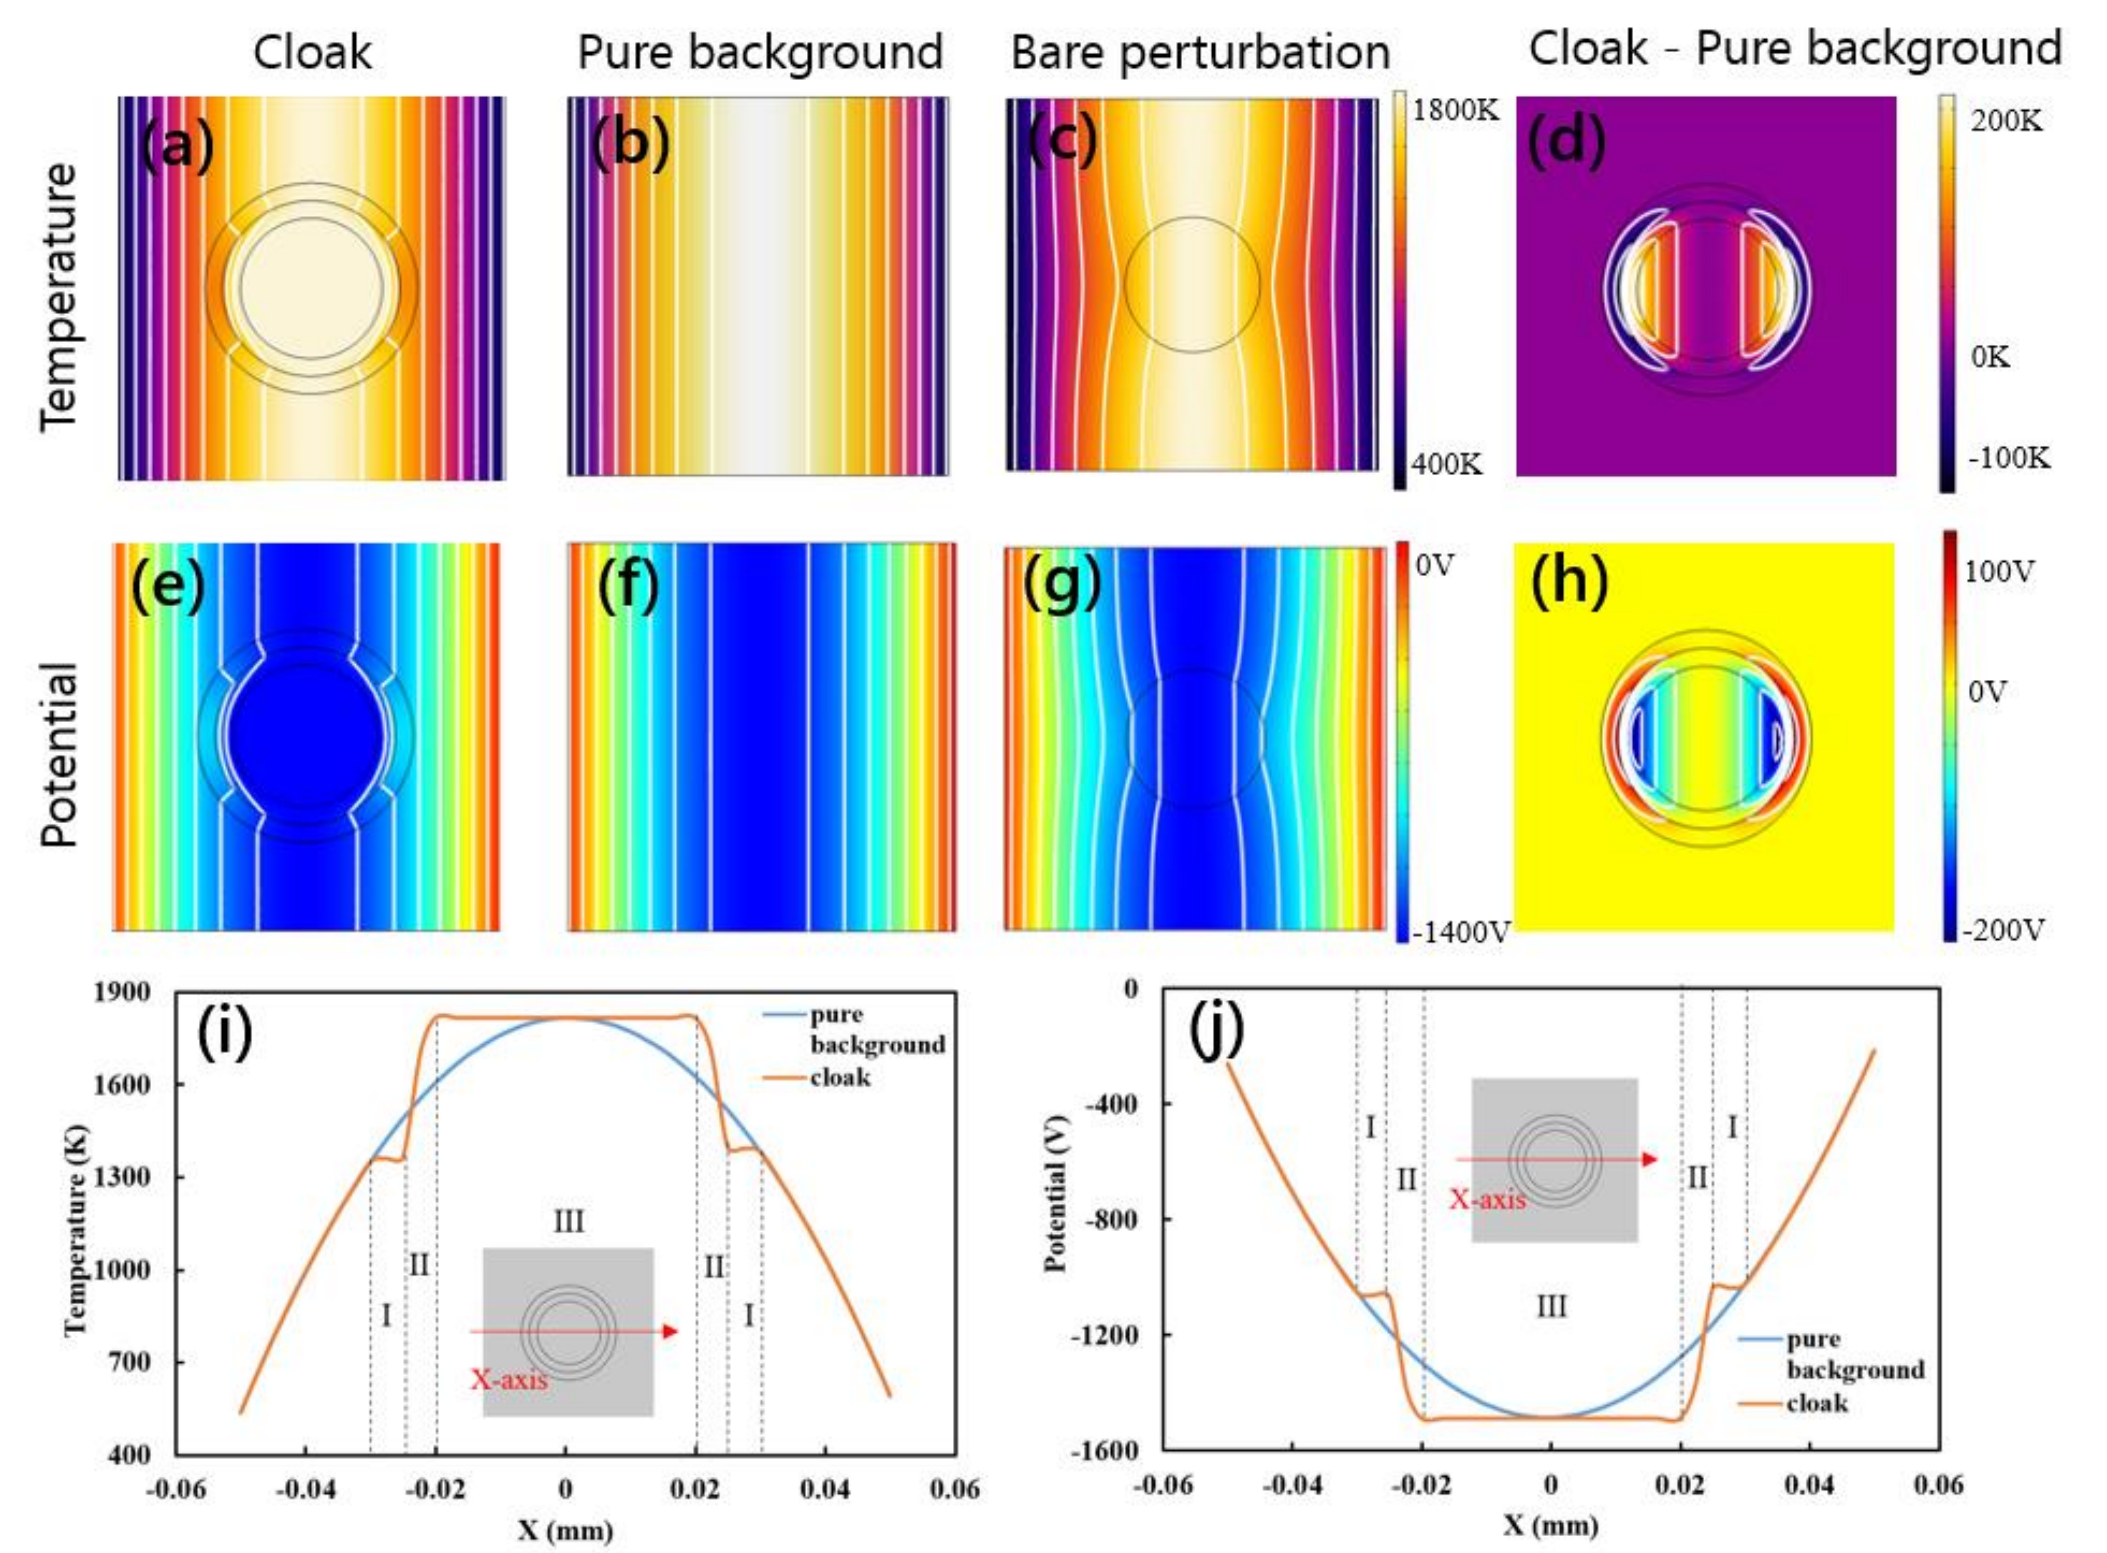 Cloak
Pure background
Bare perturbation
Cloak - Pure background
Temperature
(a)
(b)
(c)
1800K
400K
(d)
200K
0K
-100K
Potential
(e)
(f)
(g)
0V
-1400V
(h)
100V
0V
-200V
(i)
Temperature (K)
1900
1600
1300
1000
700
400
-0.06
-0.04
-0.02
0
0.02
0.04
0.06
X (mm)
pure
background
cloak
I
II
III
II
I
X-axis
(j)
Potential (V)
0
-400
-800
-1200
-1600
-0.06
-0.04
-0.02
0
0.02
0.04
0.06
X (mm)
I
II
III
II
I
X-axis
pure
background
cloak